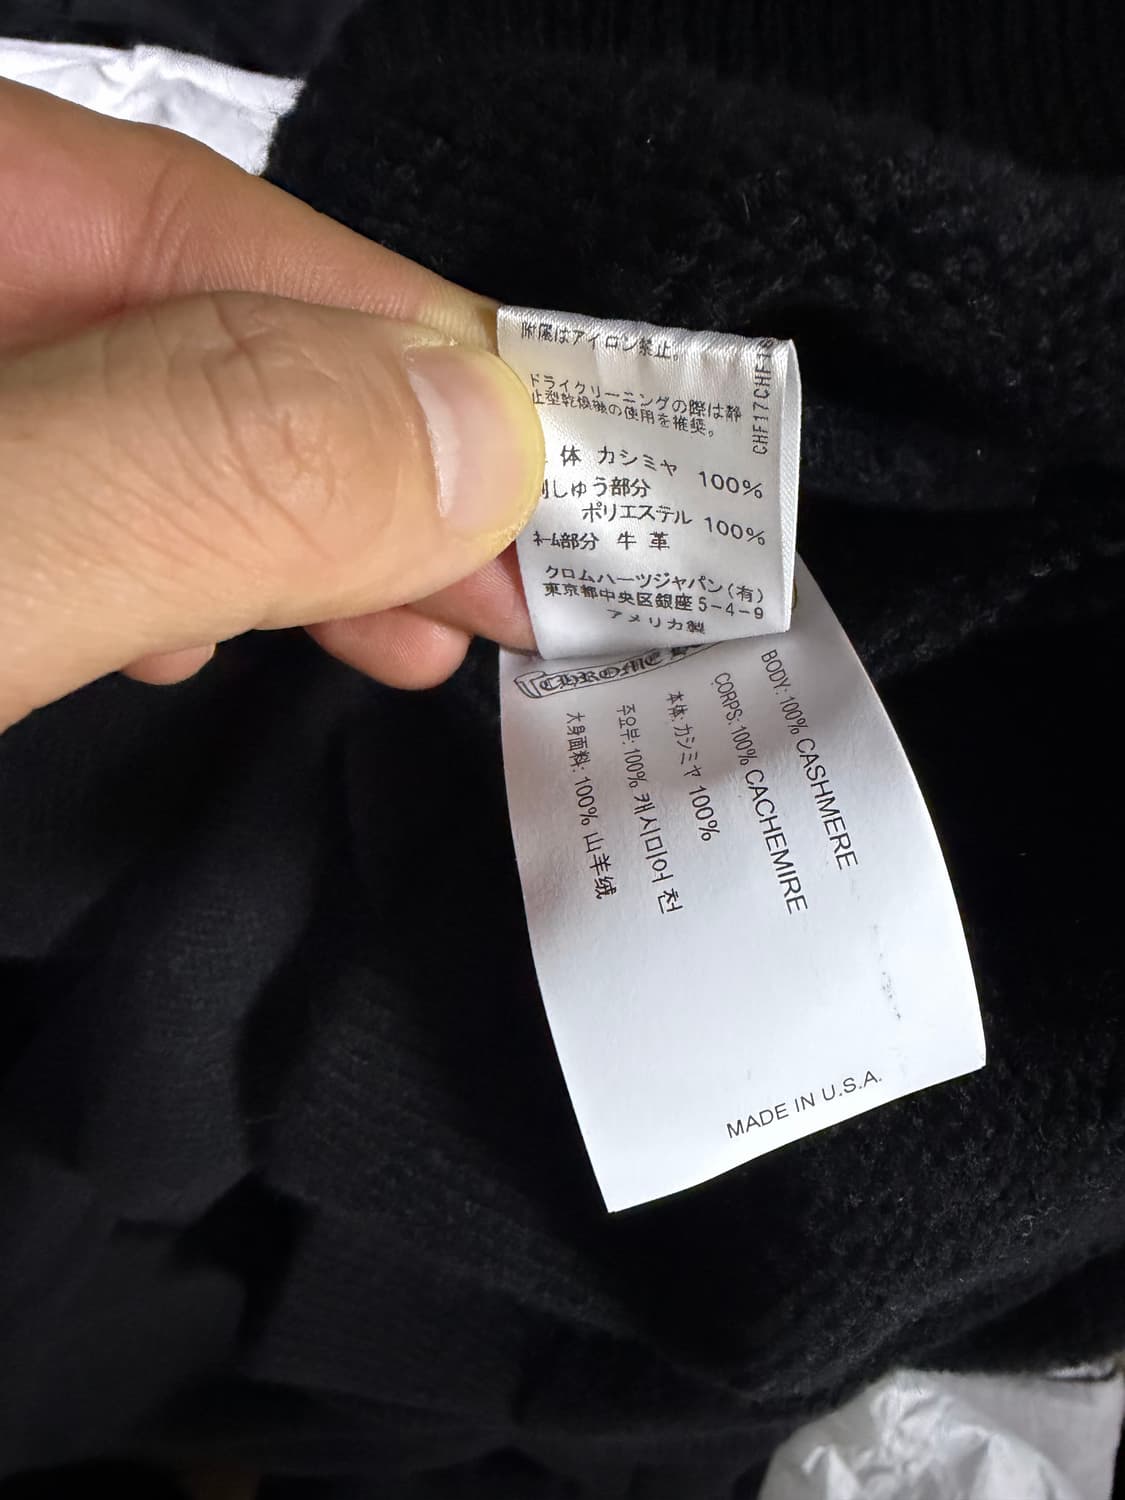 附属はアイロン禁止。
ドライクリーニングの際は静
止型乾燥機の使用を推奨。
体 カシミヤ 100%
しゅう部分
ポリエステル 100%
ネーム部分 牛 革
クロムハーツジャパン(有)
東京都中央区銀座5-4-9
アメリカ製
CHROME
BODY: 100% CASHMERE
CORPS: 100% CACHEMIRE
本体: カシミヤ 100%
주요부: 100% 캐시미어 천
大身面料: 100% 山羊绒
MADE IN U.S.A.